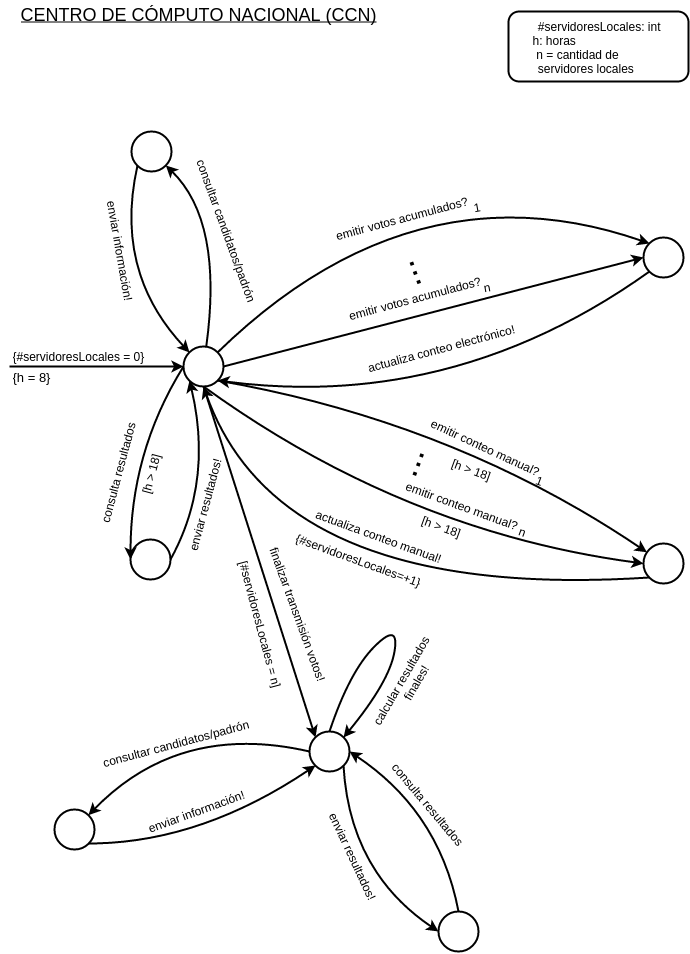 CENTRO DE CÓMPUTO NACIONAL (CCN)
#servidoresLocales: int
h: horas
n = cantidad de
servidores locales
consultar candidatos/padrón
enviar información!
emitir votos acumulados?
1
emitir votos acumulados?
n
actualiza conteo electrónico!
{#servidoresLocales = 0}
{h = 8}
consulta resultados
[h > 18]
enviar resultados!
emitir conteo manual?
1
[h > 18]
emitir conteo manual?
n
[h > 18]
actualiza conteo manual!
{#servidoresLocales=+1}
finalizar transmisión votos!
[#servidoresLocales = n]
calcular resultados
finales!
consultar candidatos/padrón
enviar información!
consulta resultados
enviar resultados!